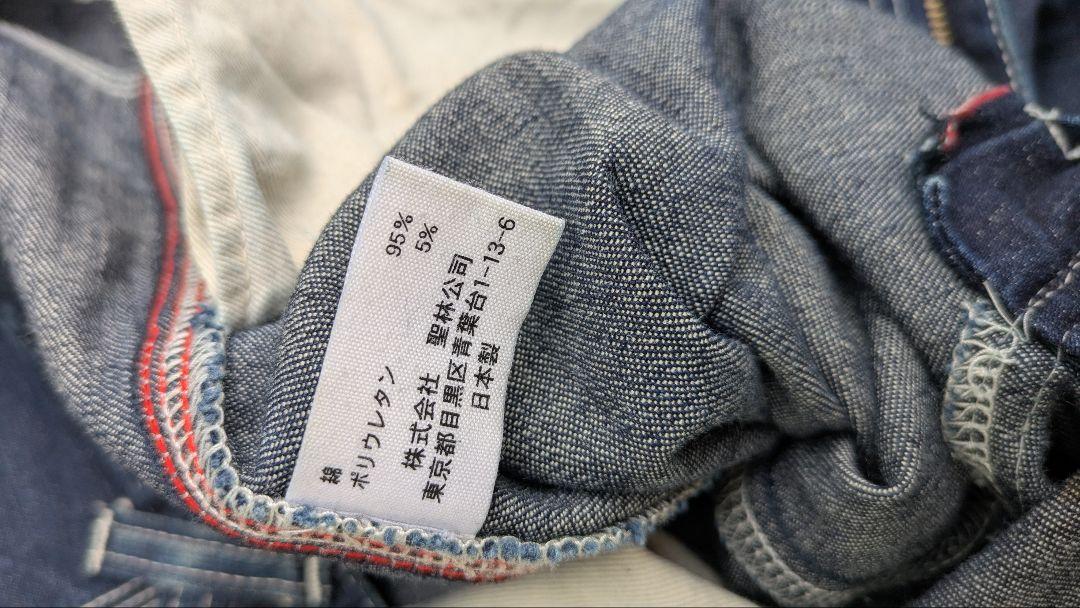 綿 95%
ポリウレタン 5%
株式会社 聖林公司
東京都目黒区青葉台1-13-6
日本製